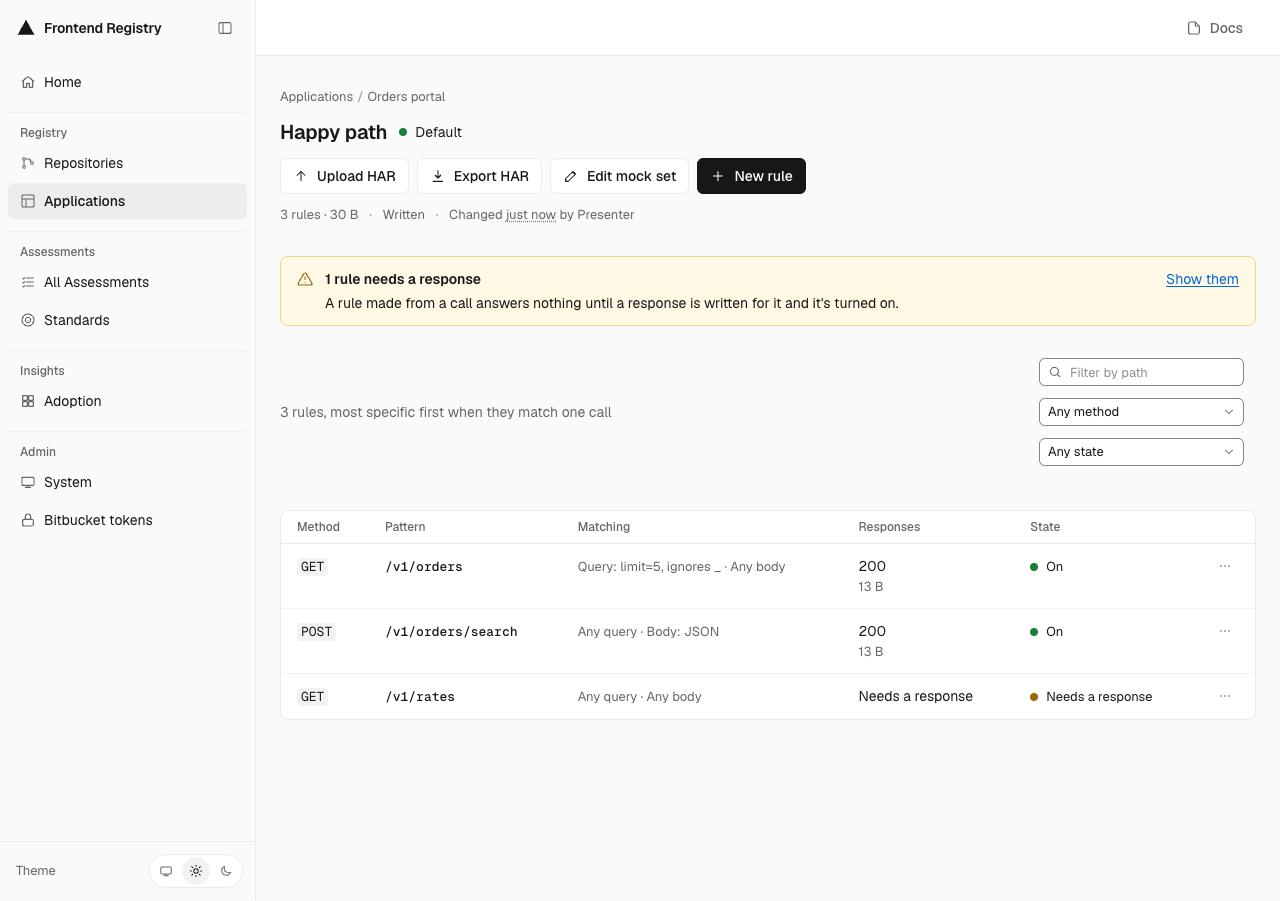 Frontend Registry
Docs
Home
Registry
Repositories
Applications
Assessments
All Assessments
Standards
Insights
Adoption
Admin
System
Bitbucket tokens
Theme
Applications / Orders portal
Happy path Default
Upload HAR Export HAR Edit mock set New rule
3 rules · 30 B · Written · Changed just now by Presenter
1 rule needs a response Show them
A rule made from a call answers nothing until a response is written for it and it's turned on.
Filter by path
3 rules, most specific first when they match one call
Any method
Any state
Method Pattern Matching Responses State
GET /v1/orders Query: limit=5, ignores _ · Any body 200 On ···
13 B
POST /v1/orders/search Any query · Body: JSON 200 On ···
13 B
GET /v1/rates Any query · Any body Needs a response Needs a response ···